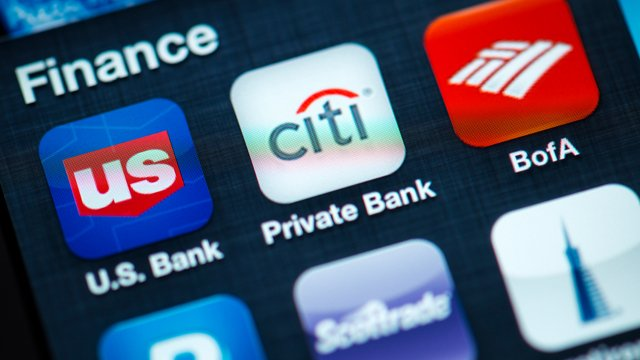 Finance
us
citi®
U.S. Bank
Private Bank
BofA
Scottrade